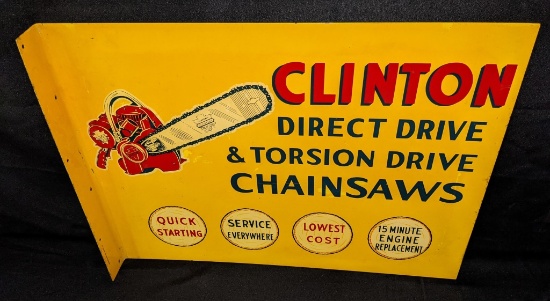 CLINTON
DIRECT DRIVE
& TORSION DRIVE
CHAINSAWS
QUICK
STARTING
SERVICE
EVERYWHERE
LOWEST
COST
15 MINUTE
ENGINE
REPLACEMENT